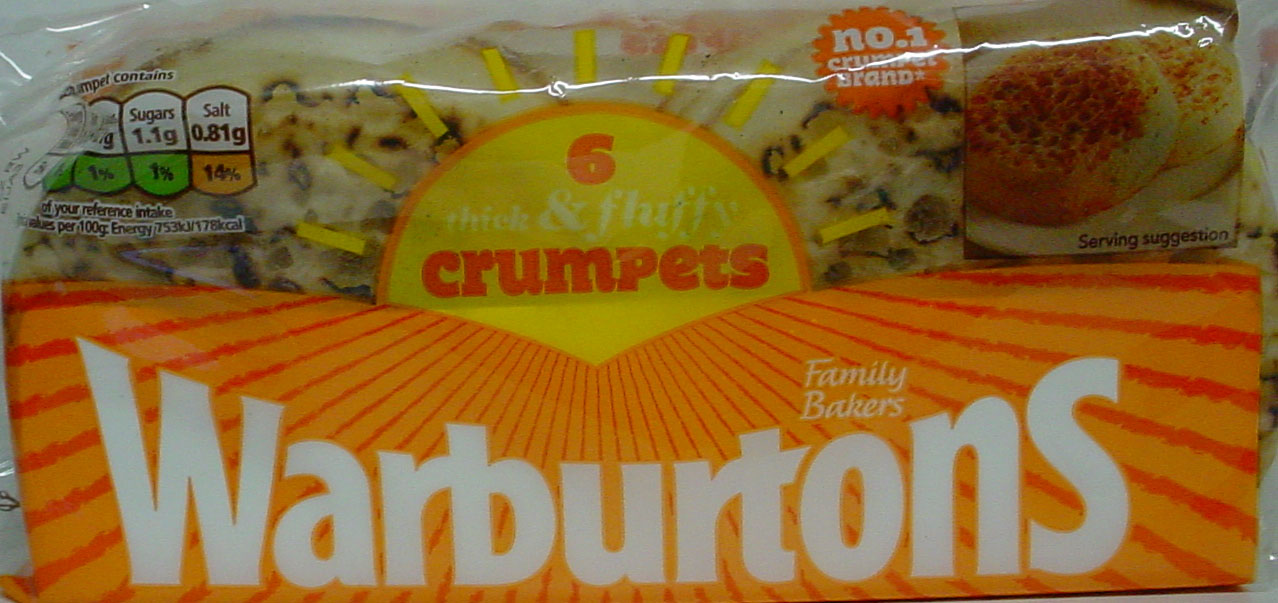 no.1
crumpet
BRAND*
umpet contains
Sugars
1.1g
Salt
0.81g
1%
1%
14%
of your reference intake
values per 100g: Energy 753kJ/178kcal
6
thick & fluffy
crumpets
Serving suggestion
Family
Bakers
Warburtons